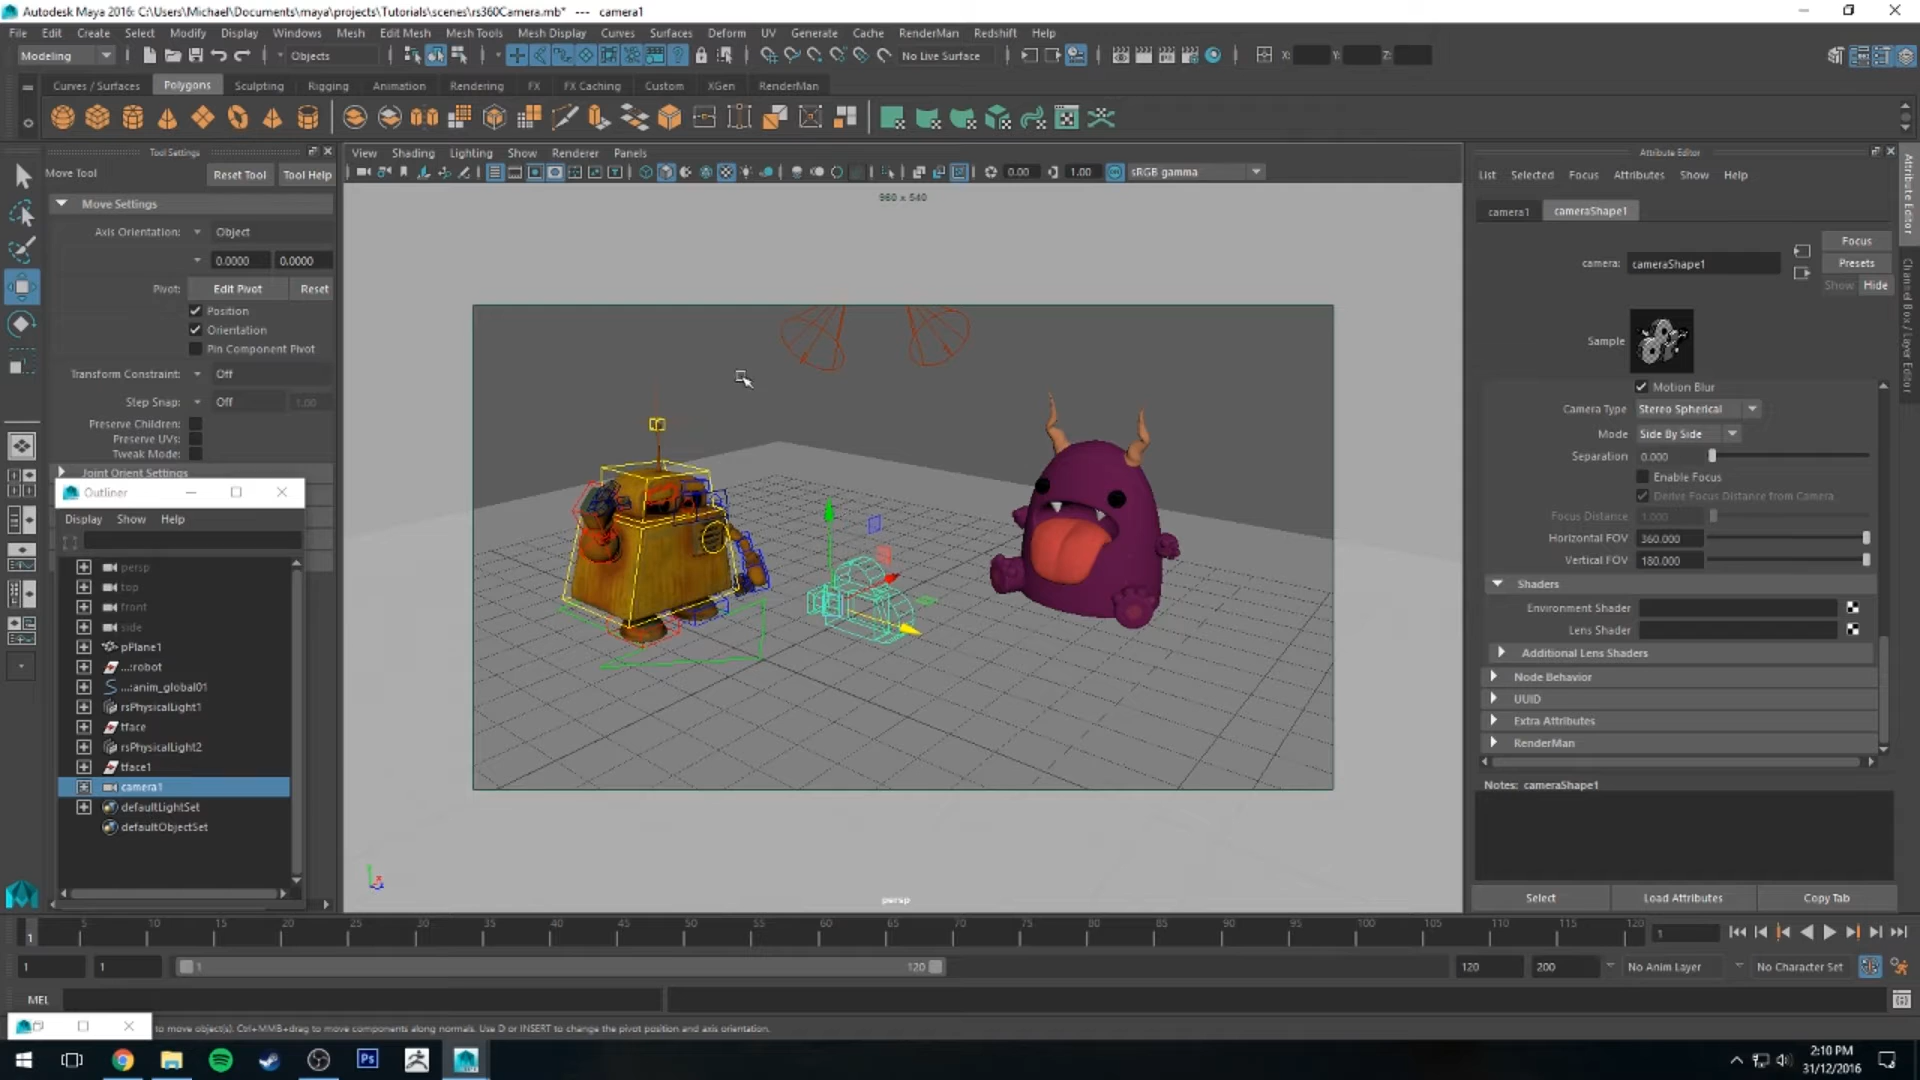 Autodesk Maya 2016: C:\Users\Michael\Documents\maya\projects\Tutorials\scenes\rs360Camera.mb* --- camera1
File Edit Create Select Modify Display Windows Mesh Edit Mesh Mesh Tools Mesh Display Curves Surfaces Deform UV Generate Cache RenderMan Redshift Help
Modeling Objects No Live Surface X: Y: Z:
Curves / Surfaces Polygons Sculpting Rigging Animation Rendering FX FX Caching Custom XGen RenderMan
Tool Settings
Move Tool Reset Tool Tool Help
Move Settings
Axis Orientation: Object
0.0000 0.0000
Pivot: Edit Pivot Reset
Position
Orientation
Pin Component Pivot
Transform Constraint: Off
Step Snap: Off 1.00
Preserve Children:
Preserve UVs:
Tweak Mode:
Joint Orient Settings
Outliner
Display Show Help
persp
top
front
side
pPlane1
...:robot
...:anim_global01
rsPhysicalLight1
tface
rsPhysicalLight2
tface1
camera1
defaultLightSet
defaultObjectSet
View Shading Lighting Show Renderer Panels
0.00 1.00 sRGB gamma
960 x 540
persp
Attribute Editor
List Selected Focus Attributes Show Help
camera1 cameraShape1
camera: cameraShape1
Focus
Presets
Show Hide
Sample
Motion Blur
Camera Type Stereo Spherical
Mode Side By Side
Separation 0.000
Enable Focus
Derive Focus Distance from Camera
Focus Distance 1.000
Horizontal FOV 360.000
Vertical FOV 180.000
Shaders
Environment Shader
Lens Shader
Additional Lens Shaders
Node Behavior
UUID
Extra Attributes
RenderMan
Notes: cameraShape1
Select Load Attributes Copy Tab
Attribute Editor
Channel Box / Layer Editor
5 10 15 20 25 30 35 40 45 50 55 60 65 70 75 80 85 90 95 100 105 110 115 120
1 1
1 1 1 120 120 200 No Anim Layer No Character Set
MEL
to move object(s). Ctrl+MMB+drag to move components along normals. Use D or INSERT to change the pivot position and axis orientation.
Ps
2:10 PM
31/12/2016